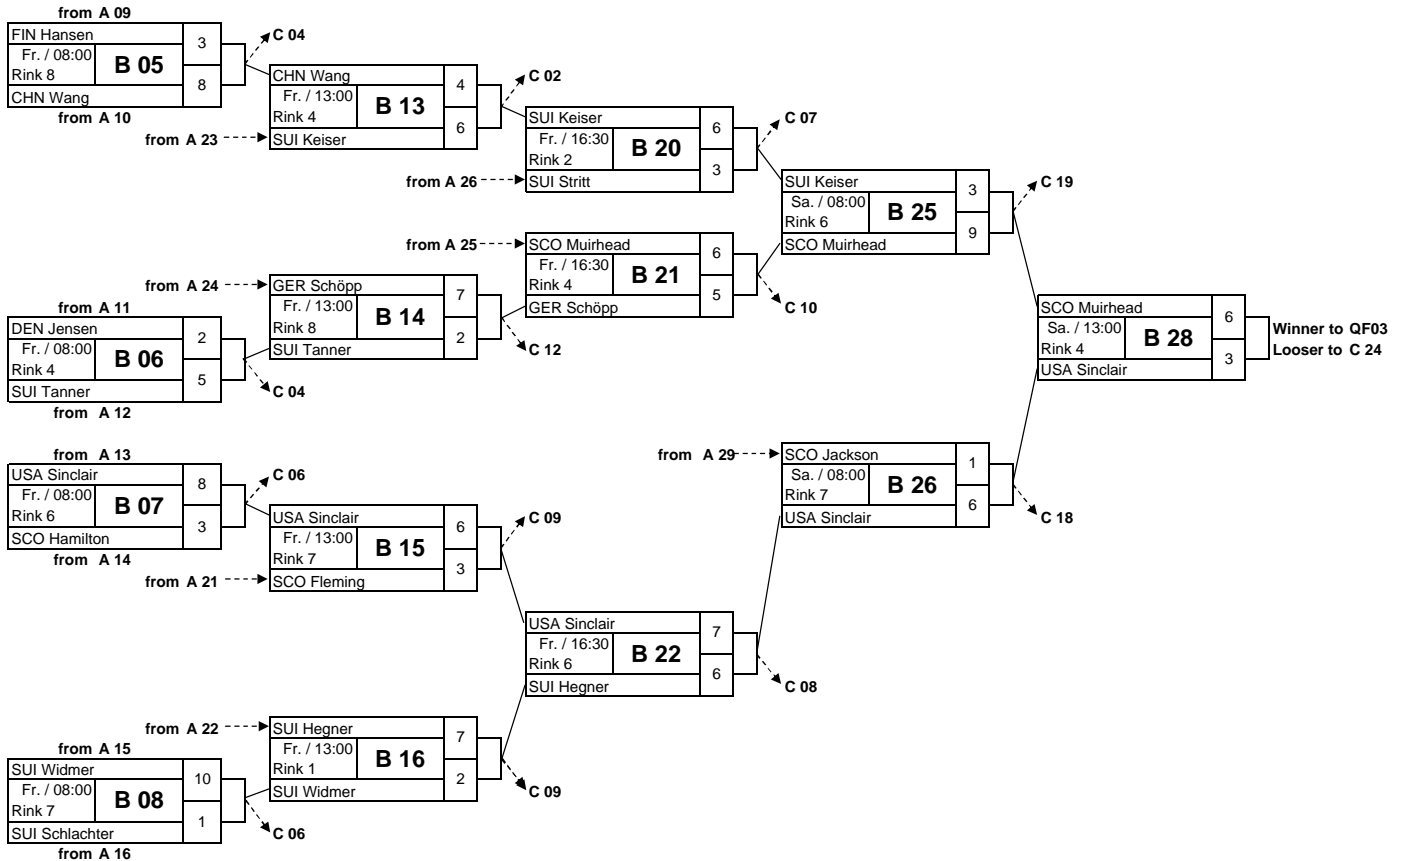 from A 09
FIN Hansen
3
Fr. / 08:00
Rink 8
B 05
8
CHN Wang
from A 10
C 04
CHN Wang
4
Fr. / 13:00
Rink 4
B 13
6
from A 23
SUI Keiser
C 02
SUI Keiser
6
Fr. / 16:30
Rink 2
B 20
3
from A 26
SUI Stritt
C 07
SUI Keiser
3
Sa. / 08:00
Rink 6
B 25
9
SCO Muirhead
C 19
from A 25
SCO Muirhead
6
Fr. / 16:30
Rink 4
B 21
5
GER Schöpp
C 10
from A 24
GER Schöpp
7
Fr. / 13:00
Rink 8
B 14
2
SUI Tanner
C 12
from A 11
DEN Jensen
2
Fr. / 08:00
Rink 4
B 06
5
SUI Tanner
from A 12
C 04
SCO Muirhead
6
Sa. / 13:00
Rink 4
B 28
3
USA Sinclair
Winner to QF03
Looser to C 24
from A 13
USA Sinclair
8
Fr. / 08:00
Rink 6
B 07
3
SCO Hamilton
from A 14
C 06
USA Sinclair
6
Fr. / 13:00
Rink 7
B 15
3
from A 21
SCO Fleming
C 09
from A 29
SCO Jackson
1
Sa. / 08:00
Rink 7
B 26
6
USA Sinclair
C 18
USA Sinclair
7
Fr. / 16:30
Rink 6
B 22
6
SUI Hegner
C 08
from A 22
SUI Hegner
7
Fr. / 13:00
Rink 1
B 16
2
SUI Widmer
C 09
from A 15
SUI Widmer
10
Fr. / 08:00
Rink 7
B 08
1
SUI Schlachter
from A 16
C 06